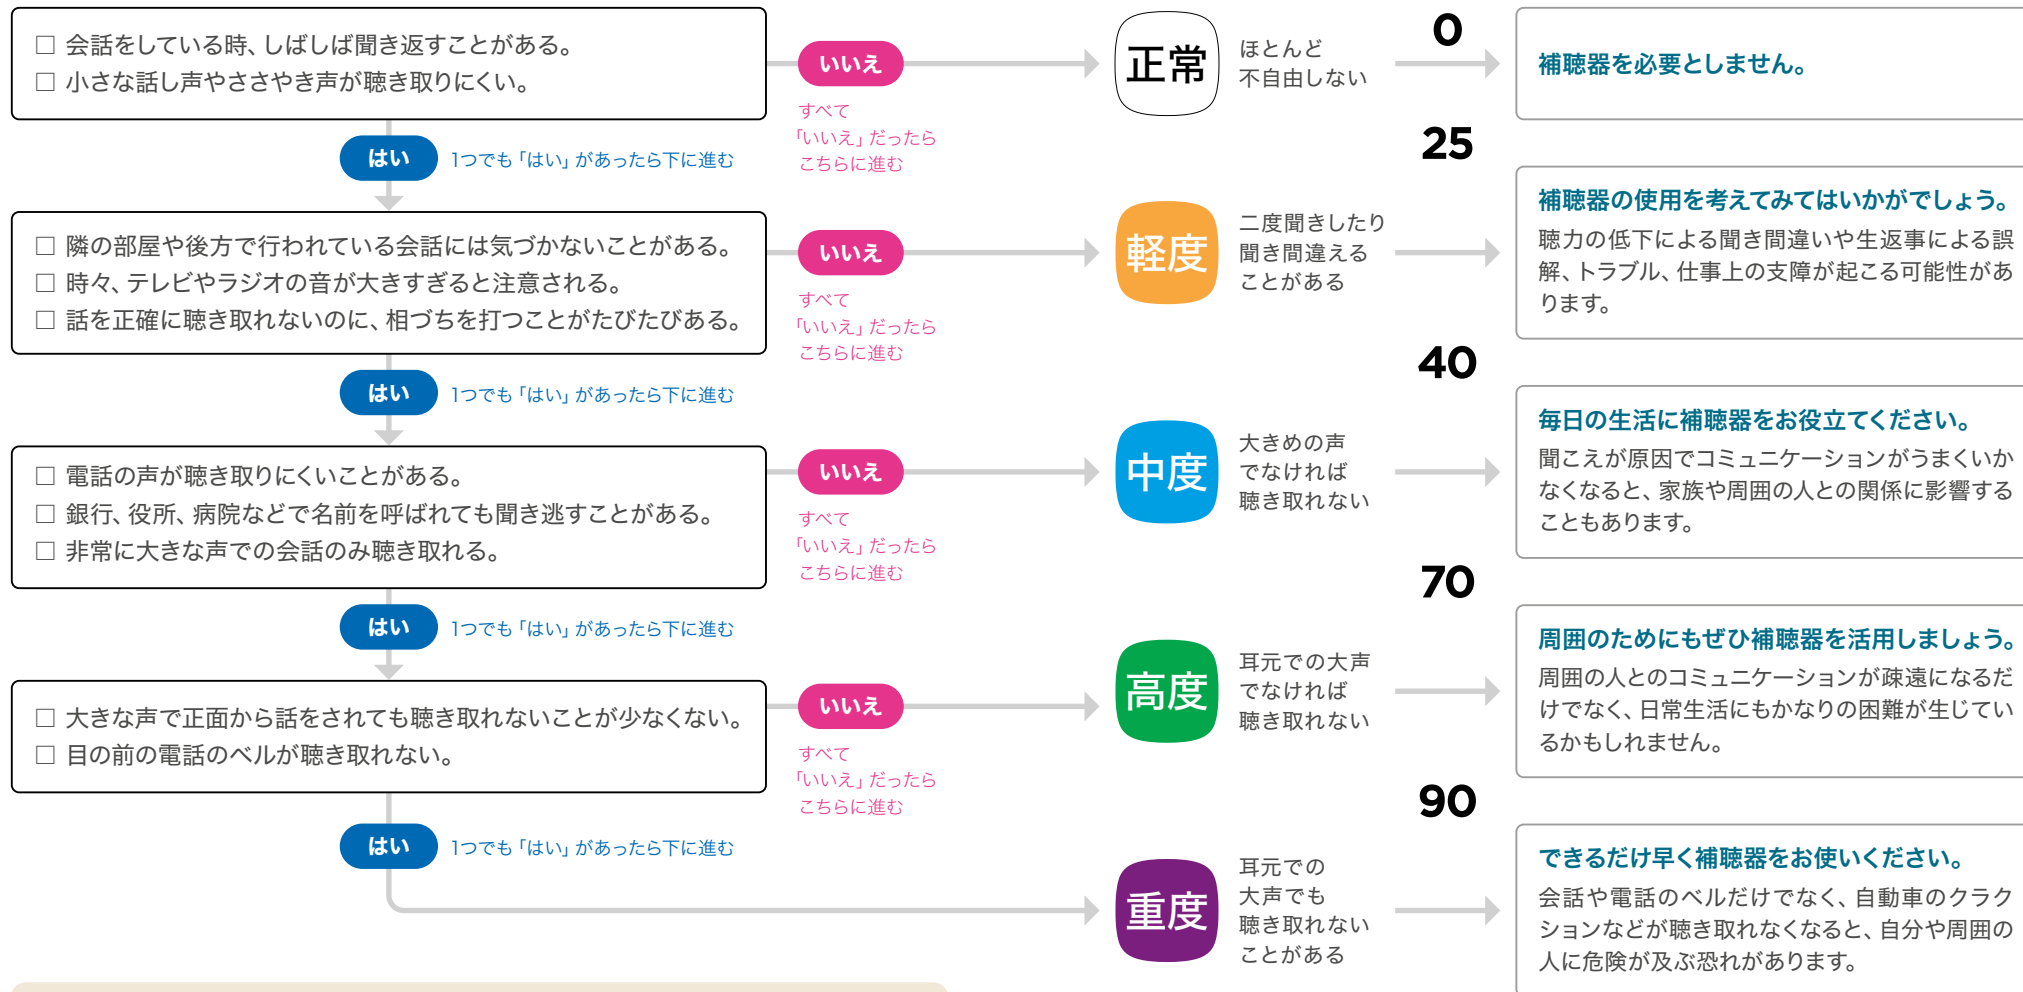 □ 会話をしている時、しばしば聞き返すことがある。
□ 小さな話し声やささやき声が聴き取りにくい。
いいえ
すべて
「いいえ」だったら
こちらに進む
正常
ほとんど
不自由しない
0
補聴器を必要としません。
はい
1つでも「はい」があったら下に進む
25
□ 隣の部屋や後方で行われている会話には気づかないことがある。
□ 時々、テレビやラジオの音が大きすぎると注意される。
□ 話を正確に聴き取れないのに、相づちを打つことがたびたびある。
いいえ
すべて
「いいえ」だったら
こちらに進む
軽度
二度聞きしたり
聞き間違える
ことがある
補聴器の使用を考えてみてはいかがでしょう。
聴力の低下による聞き間違いや生返事による誤
解、トラブル、仕事上の支障が起こる可能性があ
ります。
はい
1つでも「はい」があったら下に進む
40
□ 電話の声が聴き取りにくいことがある。
□ 銀行、役所、病院などで名前を呼ばれても聞き逃すことがある。
□ 非常に大きな声での会話のみ聴き取れる。
いいえ
すべて
「いいえ」だったら
こちらに進む
中度
大きめの声
でなければ
聴き取れない
毎日の生活に補聴器をお役立てください。
聞こえが原因でコミュニケーションがうまくいか
なくなると、家族や周囲の人との関係に影響する
こともあります。
はい
1つでも「はい」があったら下に進む
70
□ 大きな声で正面から話をされても聴き取れないことが少なくない。
□ 目の前の電話のベルが聴き取れない。
いいえ
すべて
「いいえ」だったら
こちらに進む
高度
耳元での大声
でなければ
聴き取れない
周囲のためにもぜひ補聴器を活用しましょう。
周囲の人とのコミュニケーションが疎遠になるだ
けでなく、日常生活にもかなりの困難が生じてい
るかもしれません。
はい
1つでも「はい」があったら下に進む
90
重度
耳元での
大声でも
聴き取れない
ことがある
できるだけ早く補聴器をお使いください。
会話や電話のベルだけでなく、自動車のクラク
ションなどが聴き取れなくなると、自分や周囲の
人に危険が及ぶ恐れがあります。